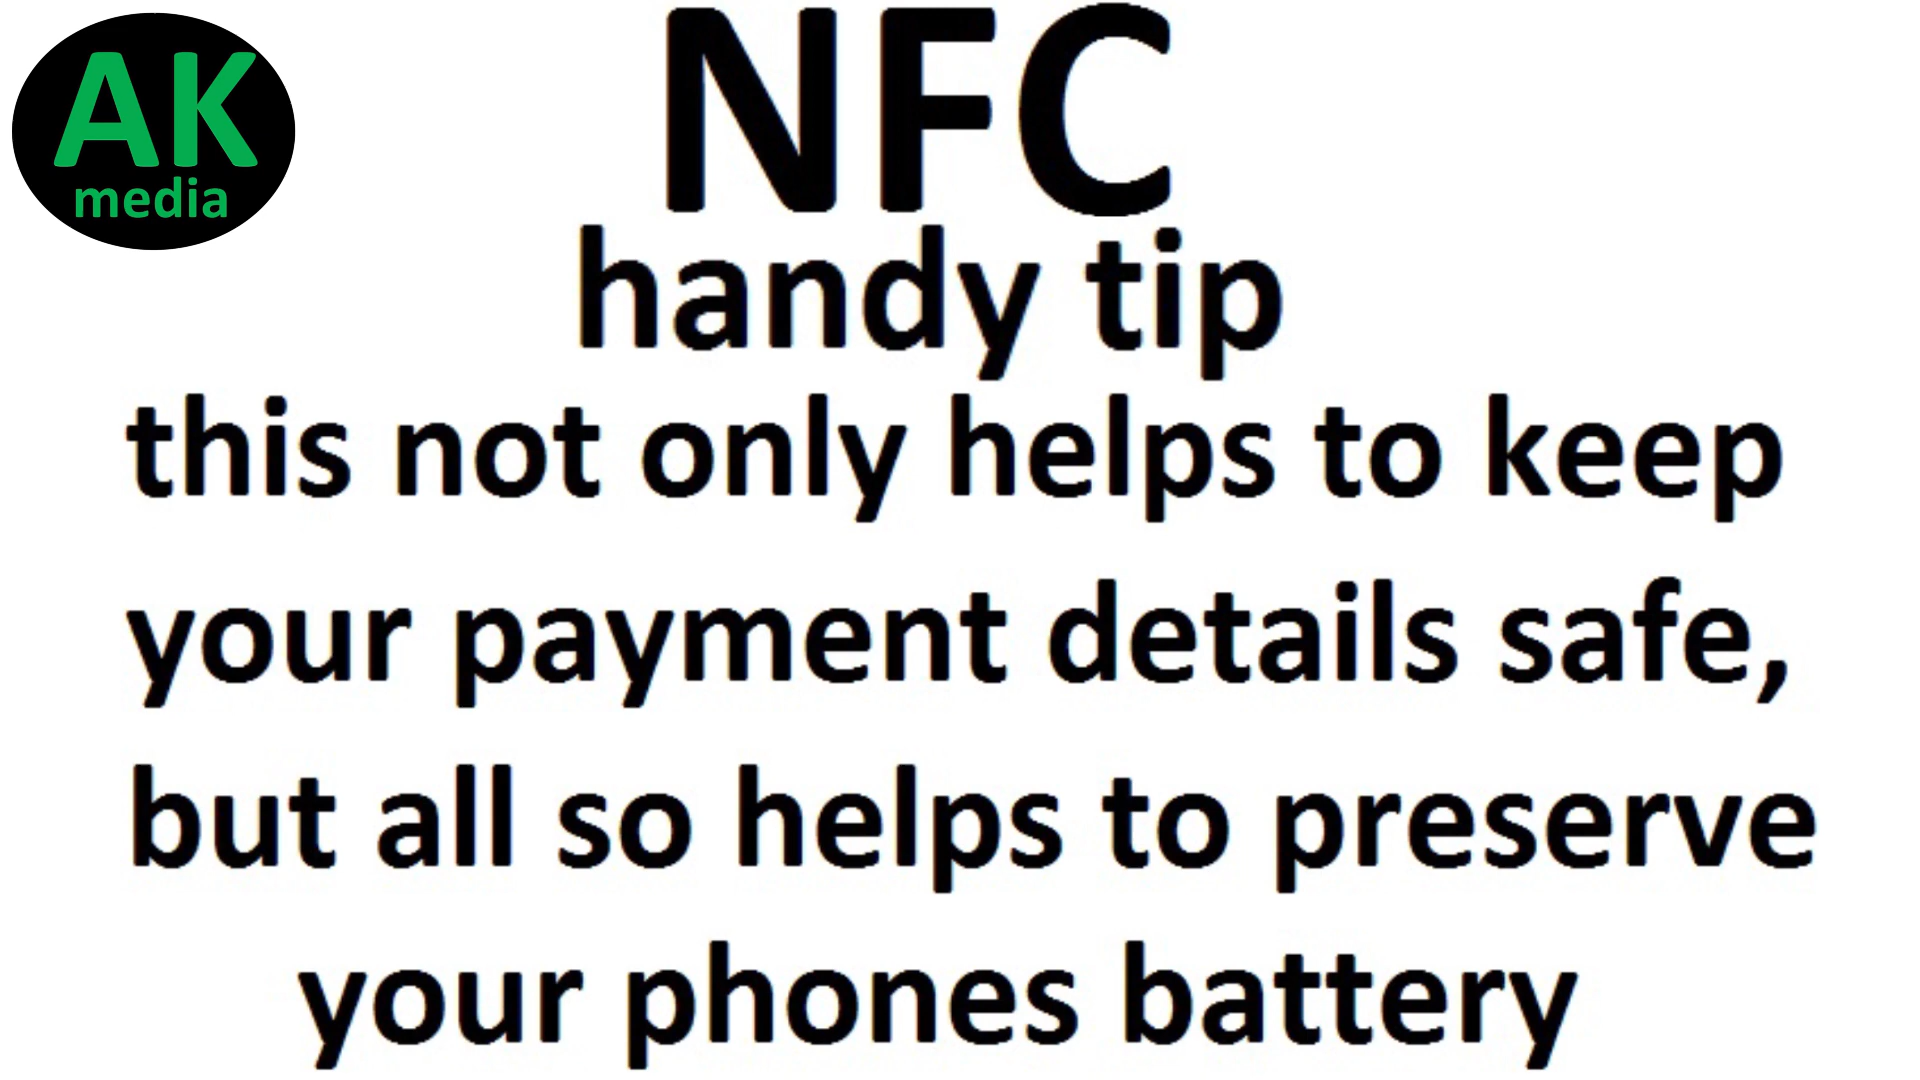 AK
media
NFC
handy tip
this not only helps to keep
your payment details safe,
but all so helps to preserve
your phones battery